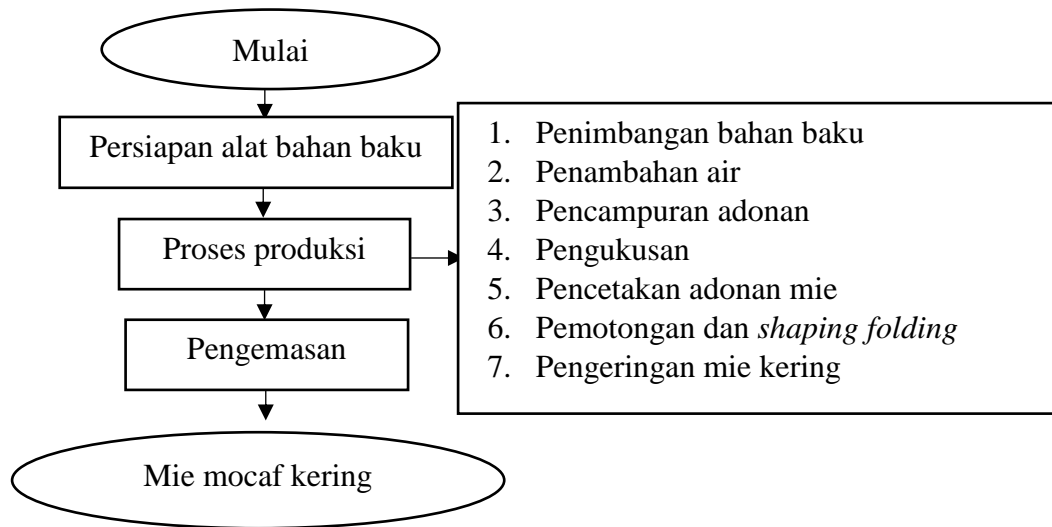 Mulai
Persiapan alat bahan baku
Proses produksi
Pengemasan
Mie mocaf kering
1. Penimbangan bahan baku
2. Penambahan air
3. Pencampuran adonan
4. Pengukusan
5. Pencetakan adonan mie
6. Pemotongan dan shaping folding
7. Pengeringan mie kering